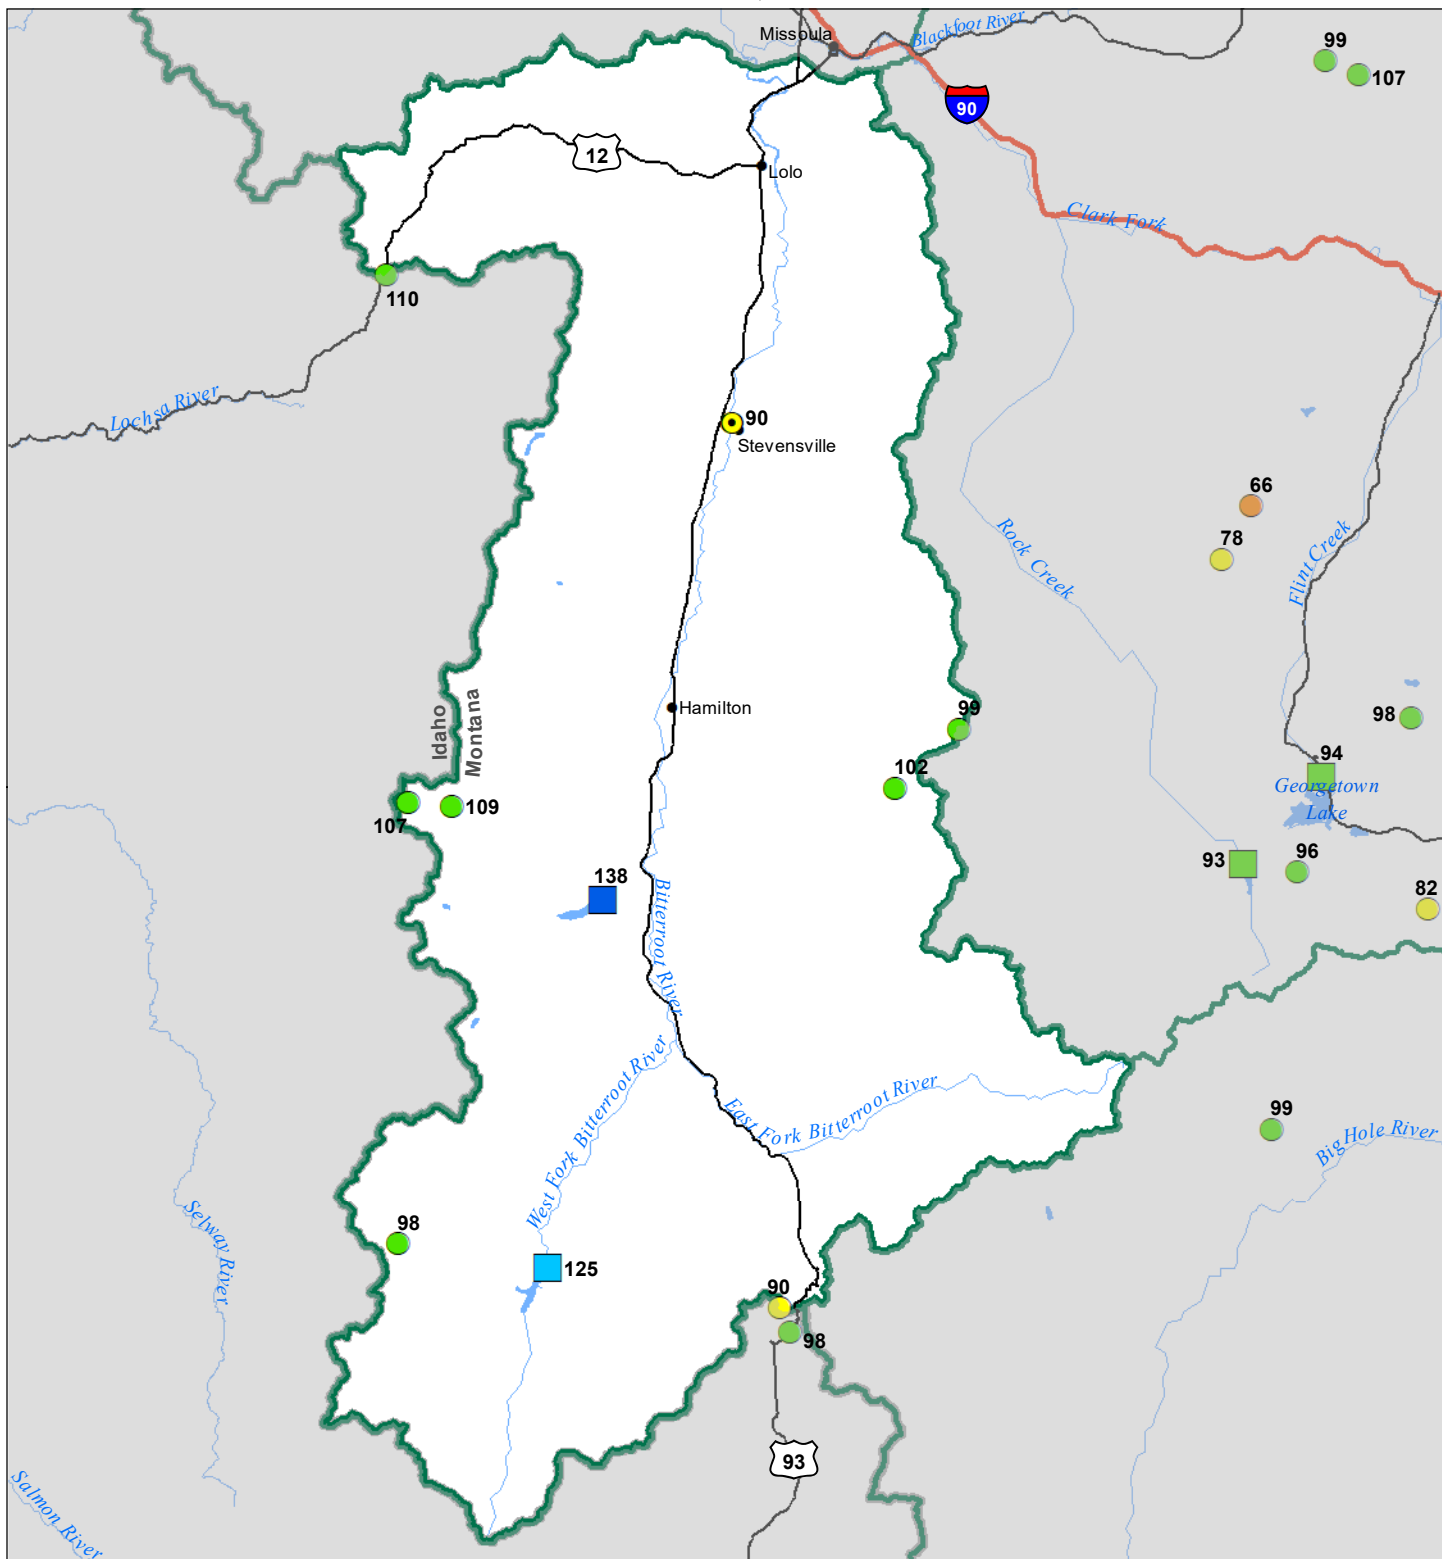 Missoula
Blackfoot River
99
107
90
12
Lolo
Clark Fork
110
Lochsa River
90
Stevensville
66
78
Rock Creek
Flint Creek
Idaho
Montana
Hamilton
99
98
94
102
Georgetown
Lake
107
109
93
96
138
82
Bitterroot River
West Fork Bitterroot River
East Fork Bitterroot River
99
Big Hole River
Selway River
98
125
90
98
93
Salmon River